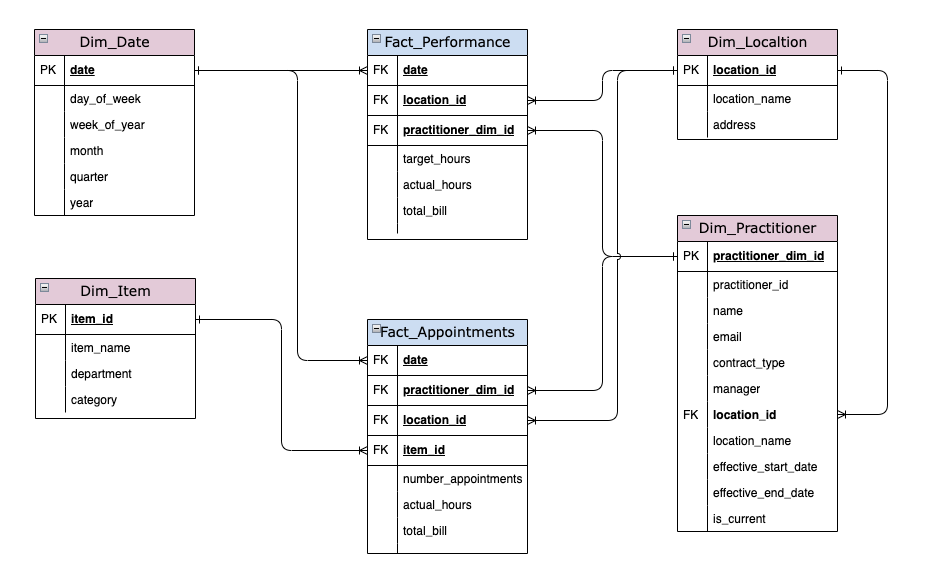 Dim_Date
PK date
day_of_week
week_of_year
month
quarter
year
Fact_Performance
FK date
FK location_id
FK practitioner_dim_id
target_hours
actual_hours
total_bill
Dim_Localtion
PK location_id
location_name
address
Dim_Item
PK item_id
item_name
department
category
Fact_Appointments
FK date
FK practitioner_dim_id
FK location_id
FK item_id
number_appointments
actual_hours
total_bill
Dim_Practitioner
PK practitioner_dim_id
practitioner_id
name
email
contract_type
manager
FK location_id
location_name
effective_start_date
effective_end_date
is_current